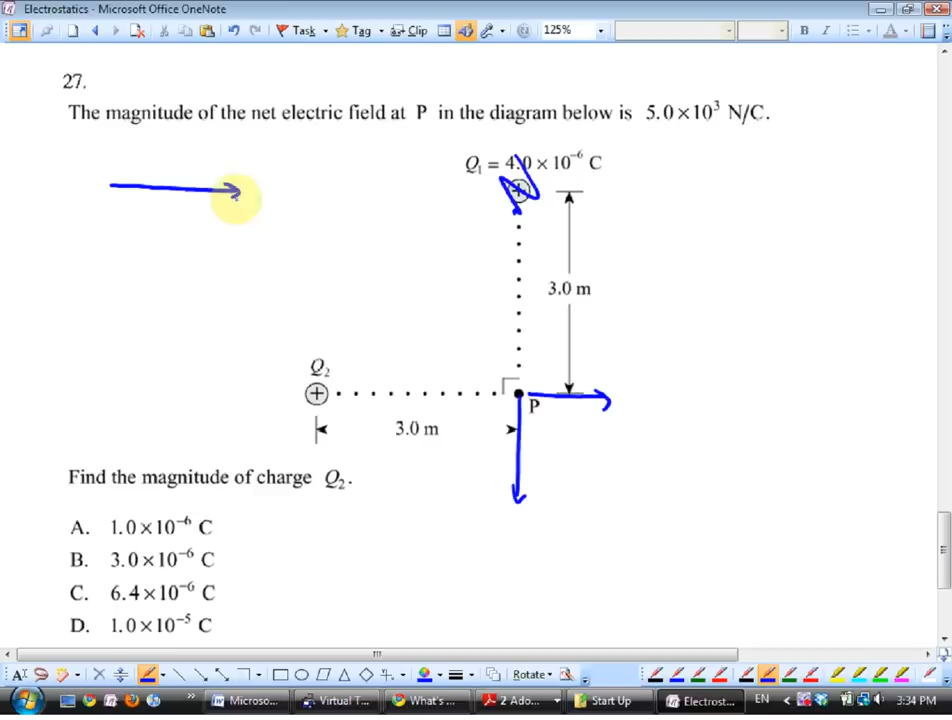 Electrostatics - Microsoft Office OneNote
Task Tag Clip 125% B I A
27.
The magnitude of the net electric field at P in the diagram below is 5.0×10³ N/C.
Q₁ = 4.0 × 10⁻⁶ C
3.0 m
Q₂
P
3.0 m
Find the magnitude of charge Q₂.
A. 1.0×10⁻⁶ C
B. 3.0×10⁻⁶ C
C. 6.4×10⁻⁶ C
D. 1.0×10⁻⁵ C
Rotate
Microso... Virtual T... What's ... 2 Ado... Start Up Electrost... EN 3:34 PM